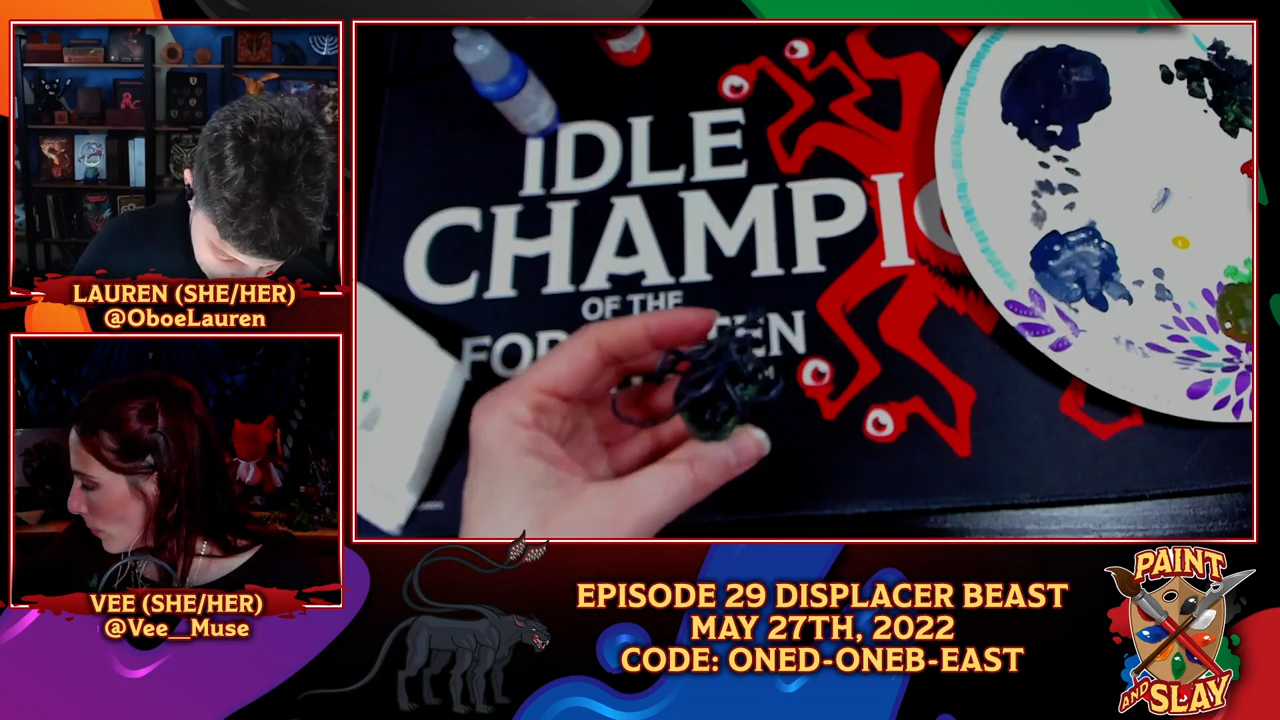 LAUREN (SHE/HER)
@OboeLauren
VEE (SHE/HER)
@Vee__Muse
IDLE
CHAMPI
OF THE
FOR
TEN
EPISODE 29 DISPLACER BEAST
MAY 27TH, 2022
CODE: ONED-ONEB-EAST
PAINT
AND SLAY